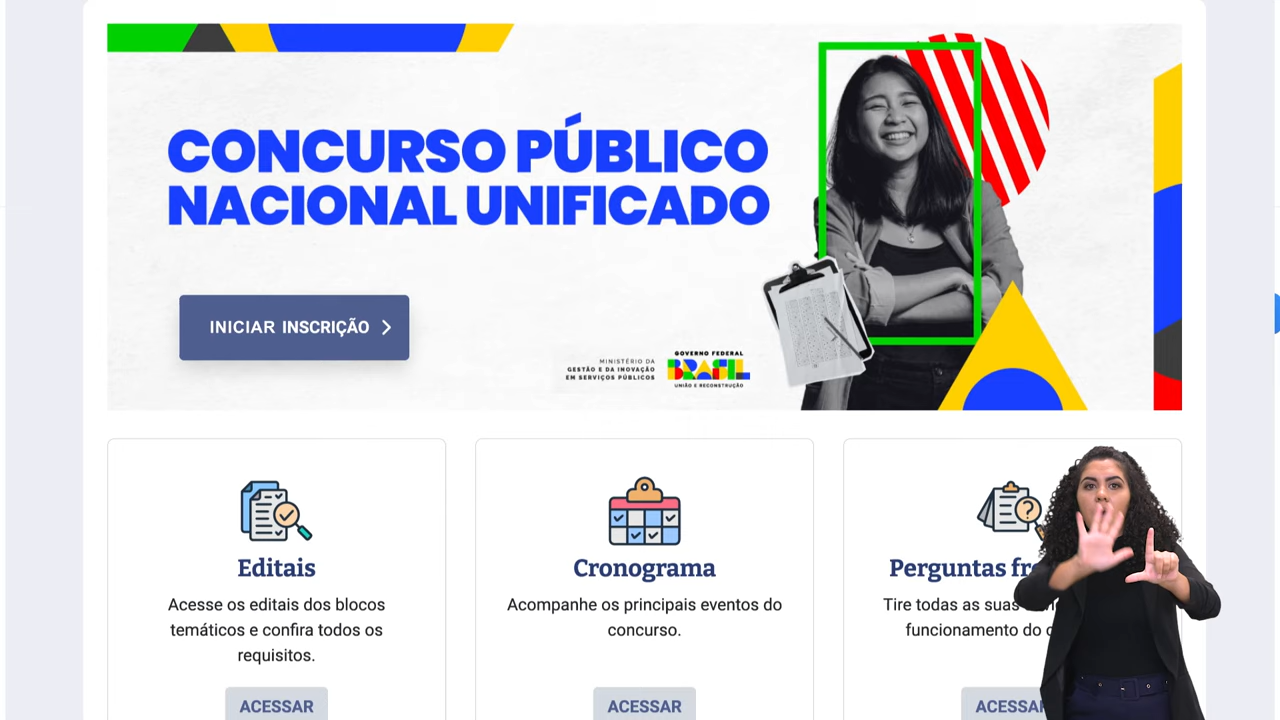 CONCURSO PÚBLICO
NACIONAL UNIFICADO
INICIAR INSCRIÇÃO
MINISTÉRIO DA
GESTÃO E DA INOVAÇÃO
EM SERVIÇOS PÚBLICOS
GOVERNO FEDERAL
BRASIL
UNIÃO E RECONSTRUÇÃO
Editais
Acesse os editais dos blocos
temáticos e confira todos os
requisitos.
ACESSAR
Cronograma
Acompanhe os principais eventos do
concurso.
ACESSAR
Perguntas
Tire todas as suas
funcionamento do
ACESSAR